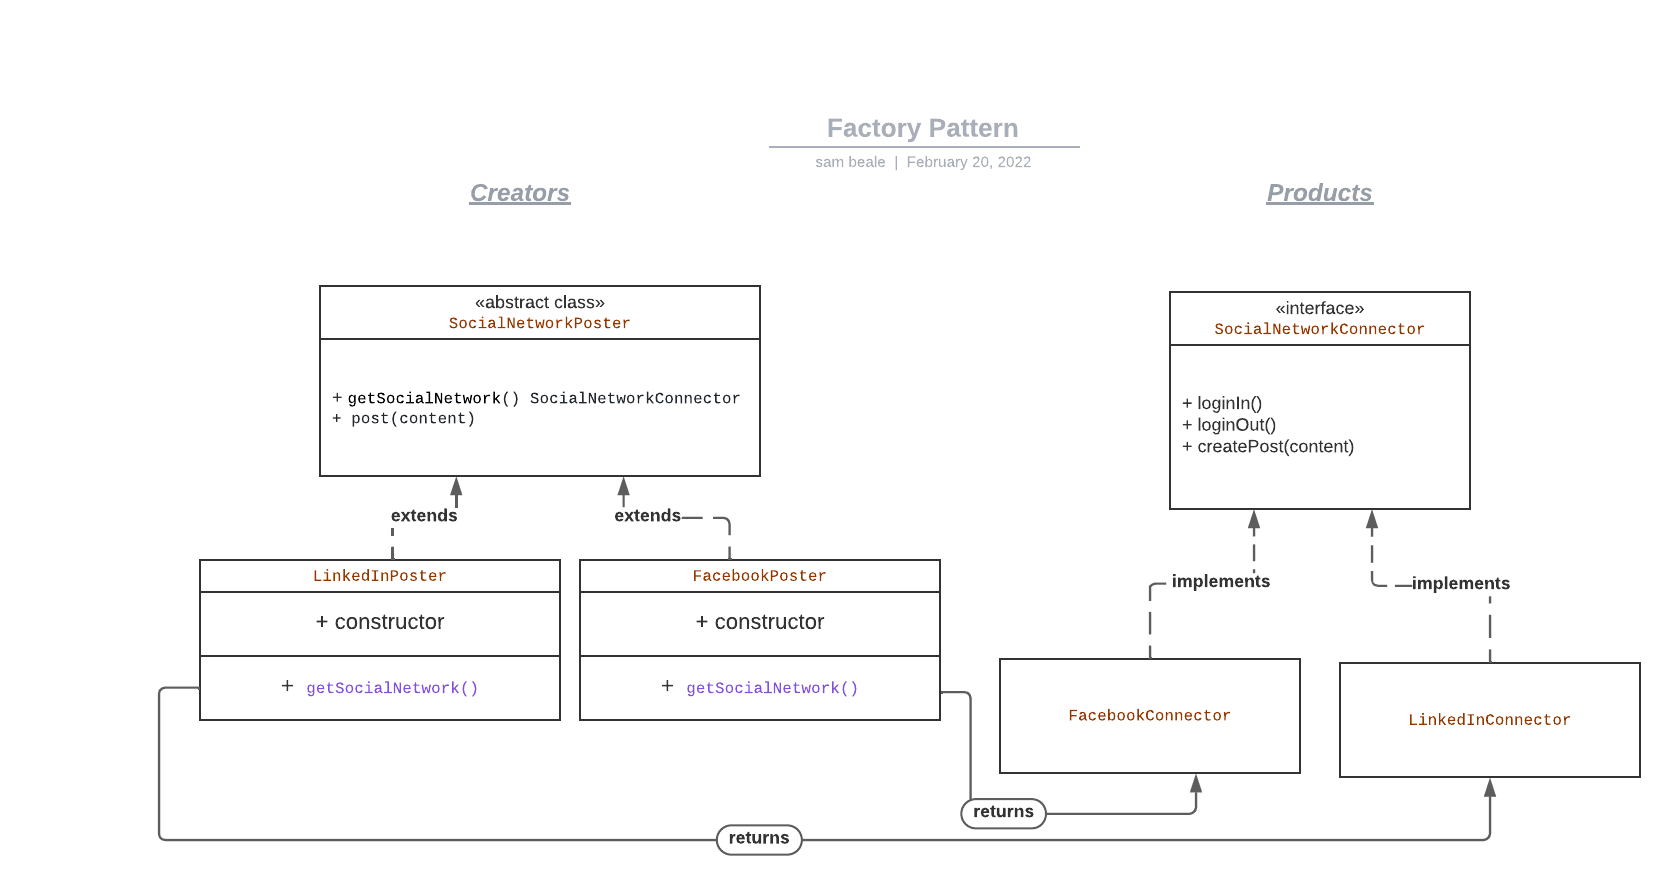 Factory Pattern
sam beale | February 20, 2022
Creators
Products
«abstract class»
SocialNetworkPoster
+ getSocialNetwork() SocialNetworkConnector
+ post(content)
«interface»
SocialNetworkConnector
+ loginIn()
+ loginOut()
+ createPost(content)
extends
extends
implements
implements
LinkedInPoster
+ constructor
+ getSocialNetwork()
FacebookPoster
+ constructor
+ getSocialNetwork()
FacebookConnector
LinkedInConnector
returns
returns